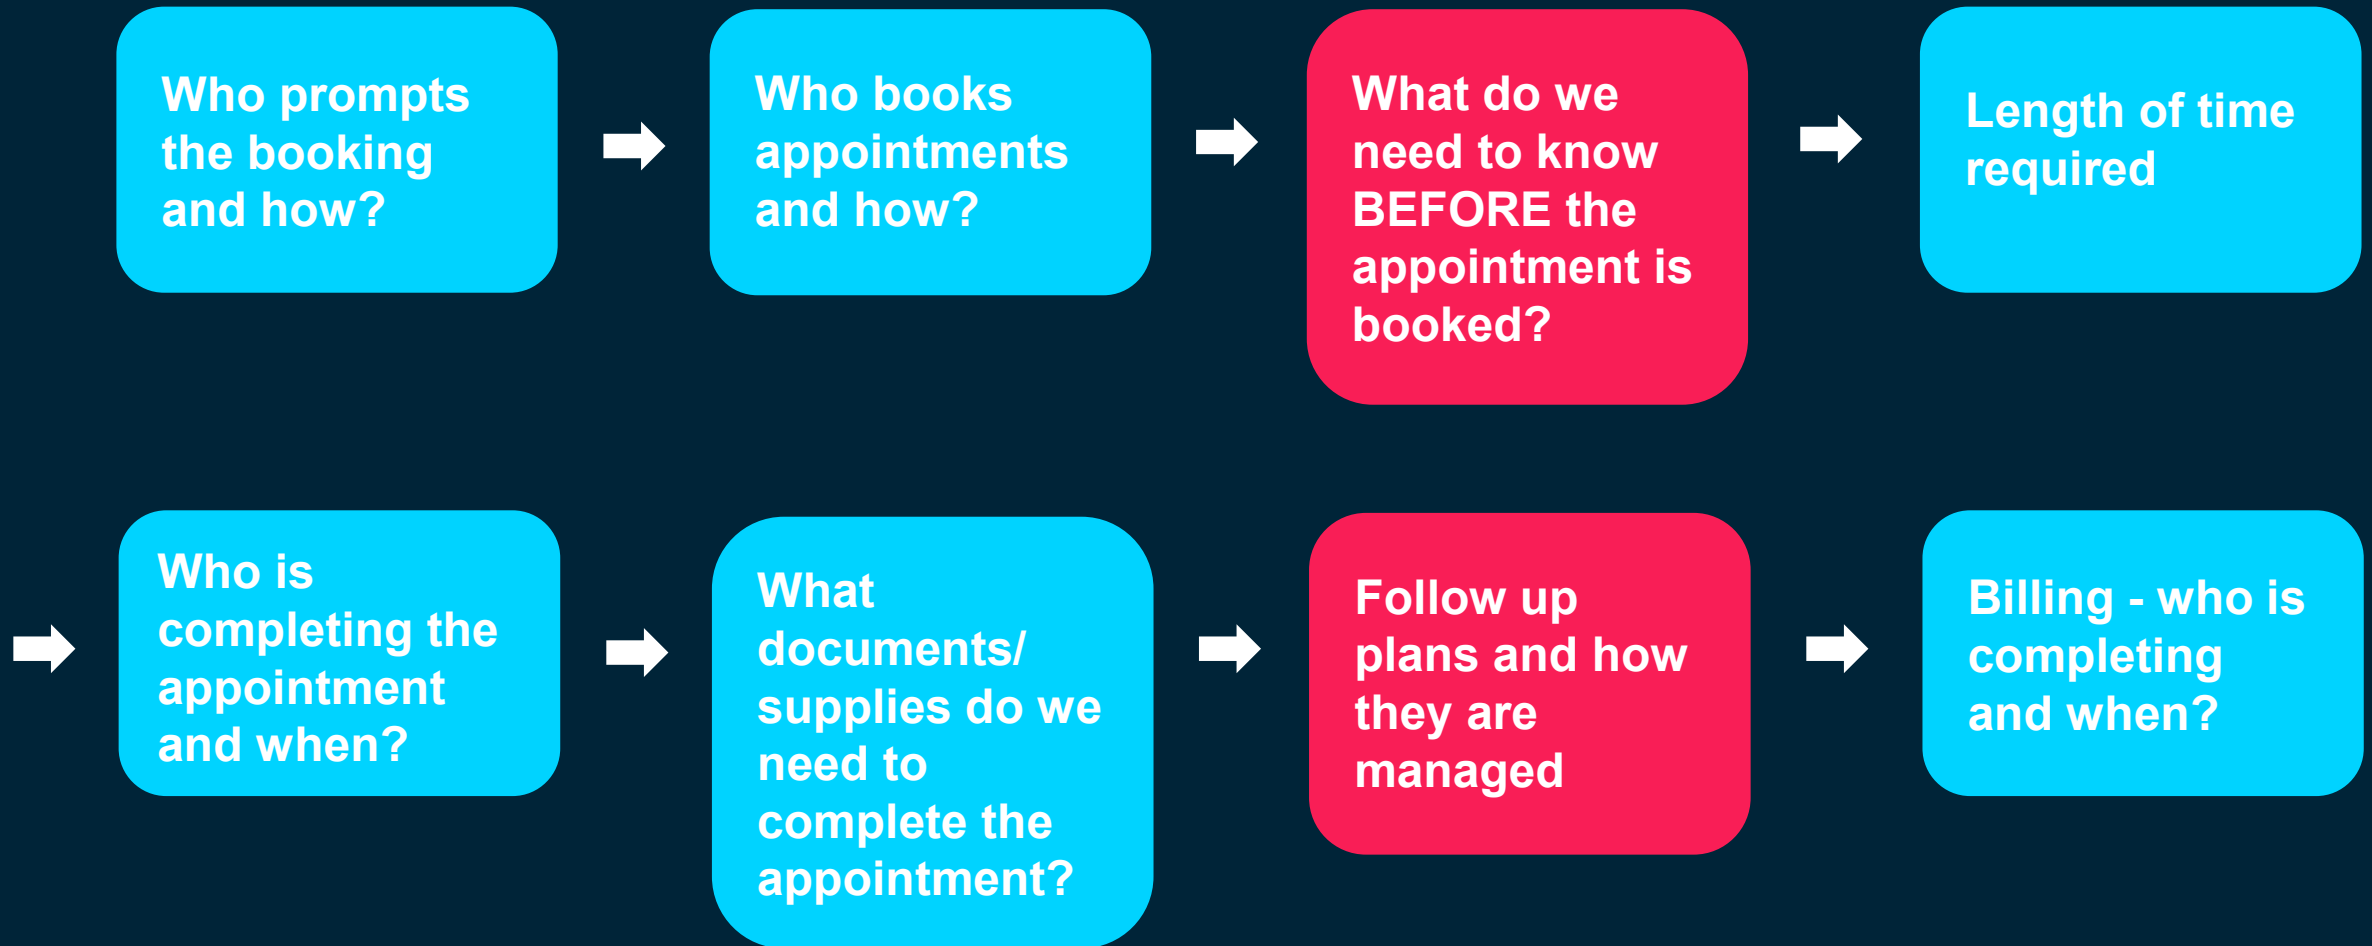 Who prompts
the booking
and how?
Who books
appointments
and how?
What do we
need to know
BEFORE the
appointment is
booked?
Length of time
required
Who is
completing the
appointment
and when?
What
documents/
supplies do we
need to
complete the
appointment?
Follow up
plans and how
they are
managed
Billing - who is
completing
and when?